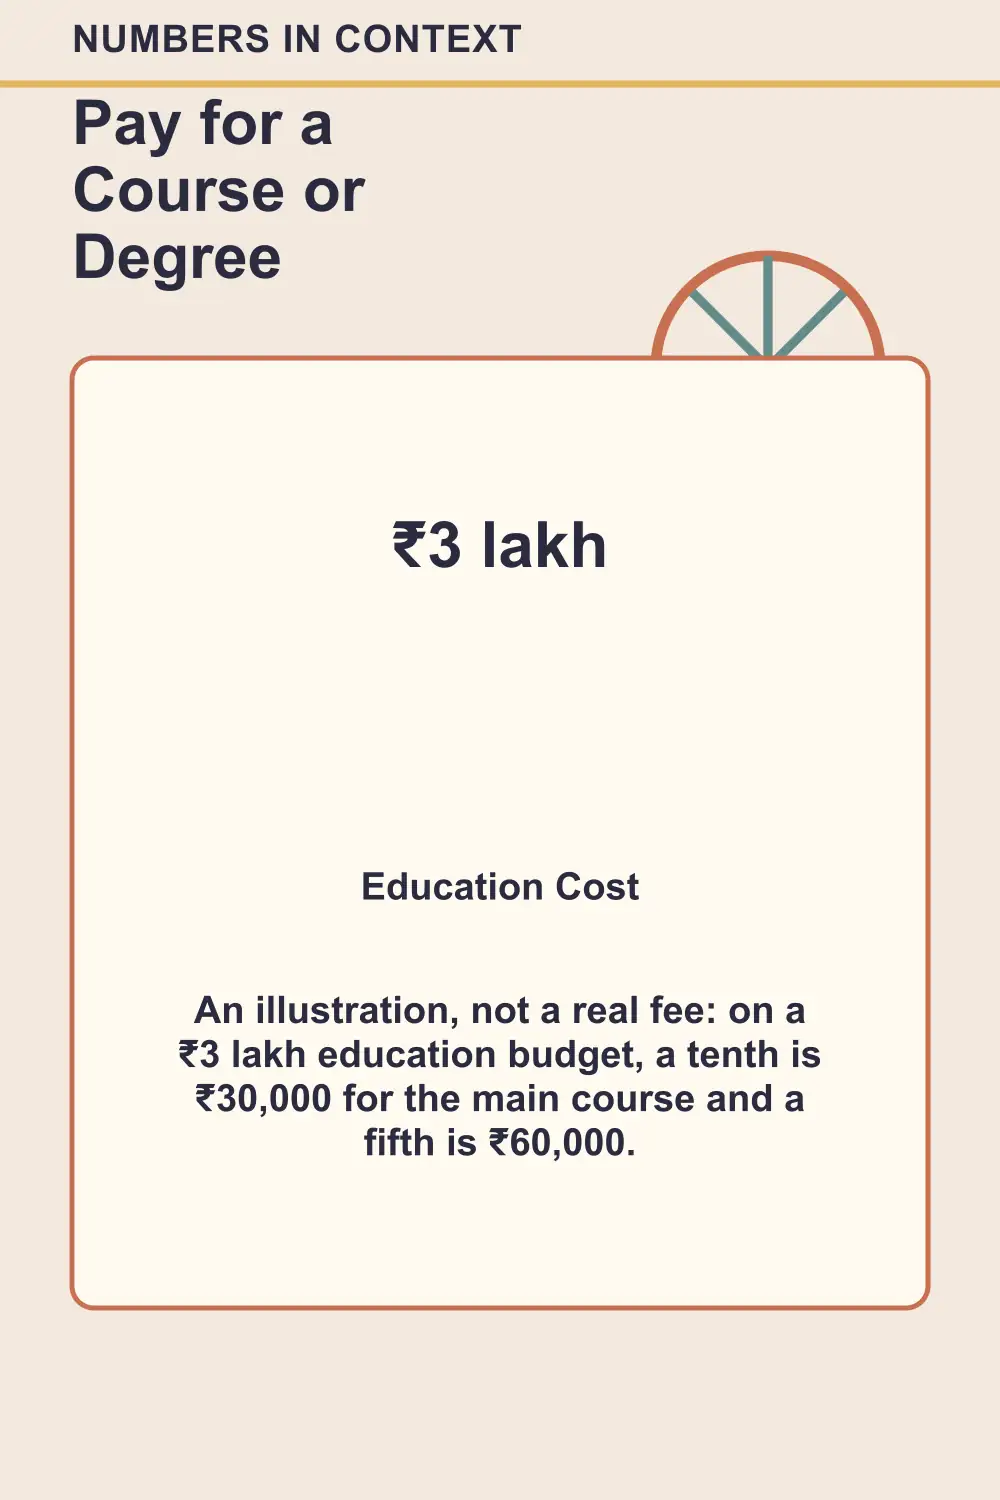 NUMBERS IN CONTEXT
Pay for a
Course or
Degree
₹3 lakh
Education Cost
An illustration, not a real fee: on a
₹3 lakh education budget, a tenth is
₹30,000 for the main course and a
fifth is ₹60,000.